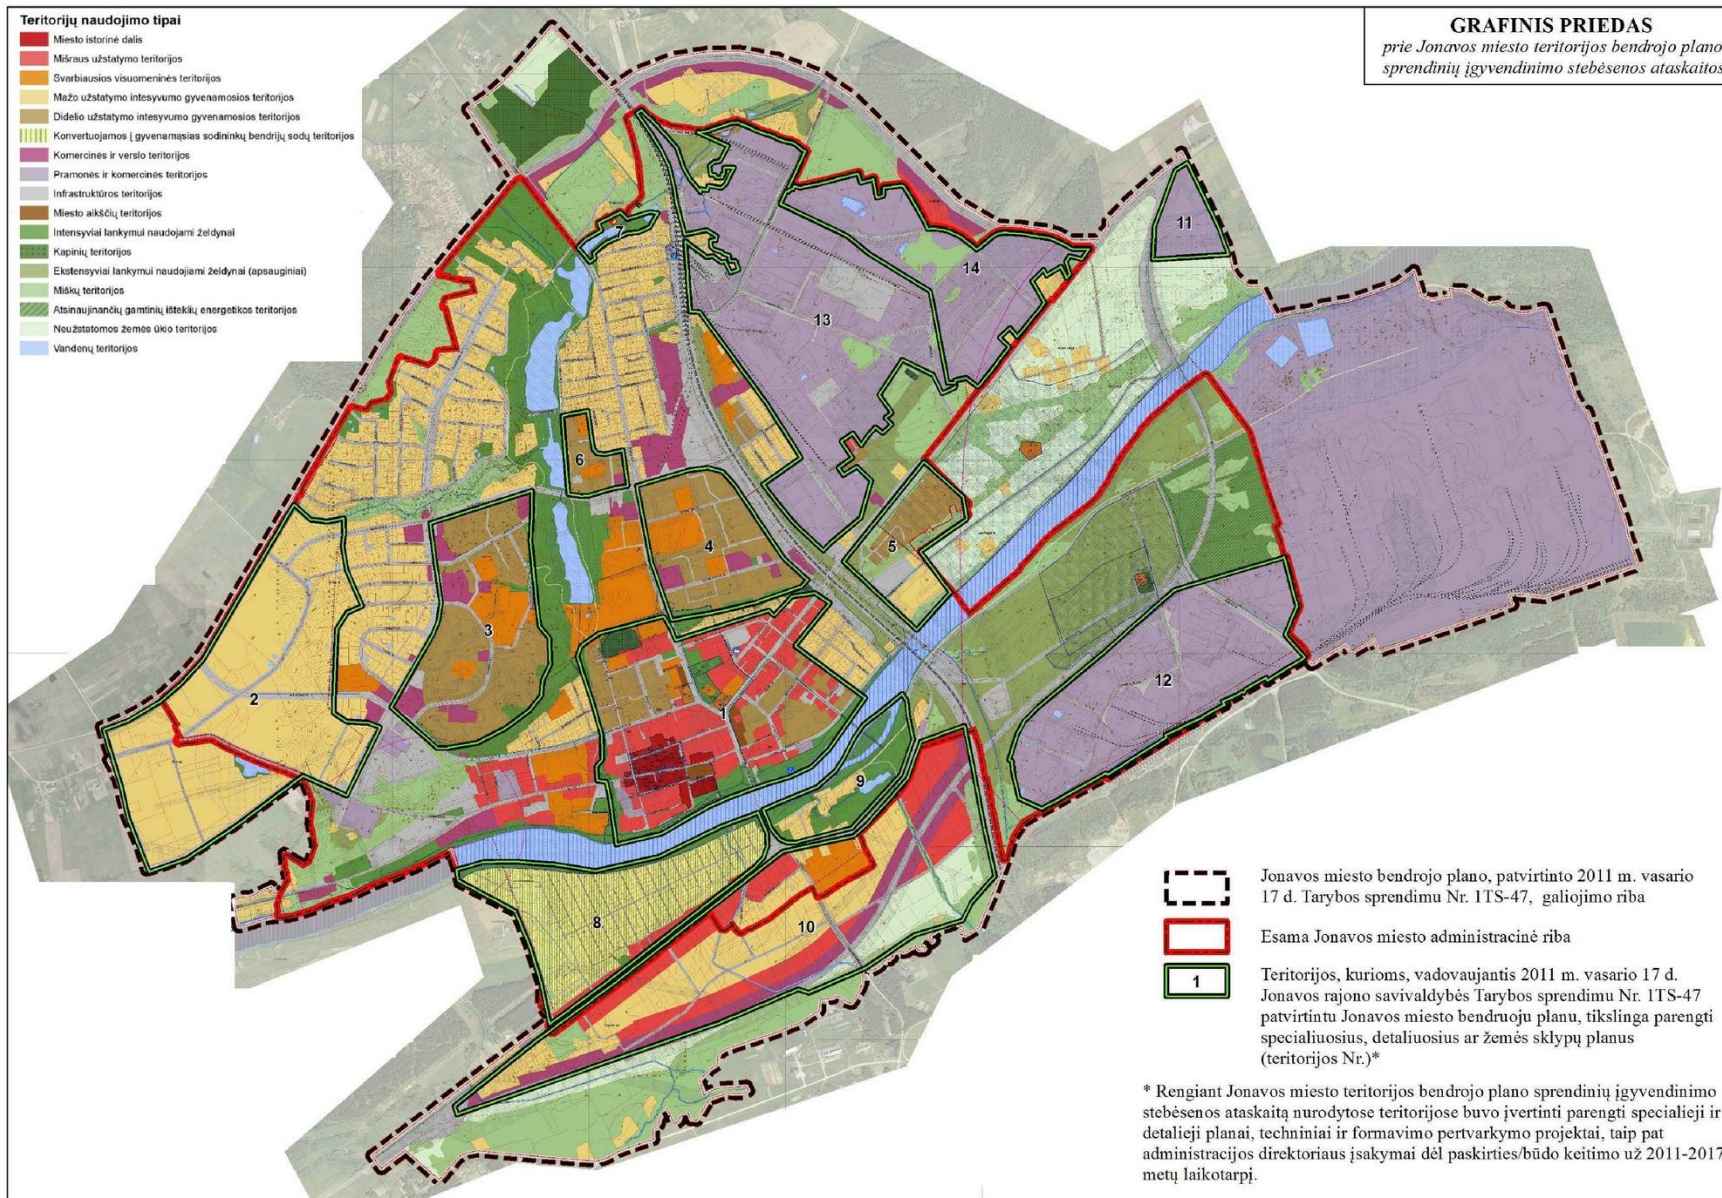 Teritorijų naudojimo tipai
Miesto istorinė dalis
Mišraus užstatymo teritorijos
Svarbiausios visuomeninės teritorijos
Mažo užstatymo intesyvumo gyvenamosios teritorijos
Didelio užstatymo intesyvumo gyvenamosios teritorijos
Konvertuojamos į gyvenamąsias sodininkų bendrijų sodų teritorijos
Komercinės ir verslo teritorijos
Pramonės ir komercinės teritorijos
Infrastruktūros teritorijos
Miesto aikščių teritorijos
Intensyviai lankymui naudojami želdynai
Kapinių teritorijos
Ekstensyviai lankymui naudojami želdynai (apsauginiai)
Miškų teritorijos
Atsinaujinančių gamtinių išteklių energetikos teritorijos
Neužstatomos žemės ūkio teritorijos
Vandenų teritorijos
GRAFINIS PRIEDAS
prie Jonavos miesto teritorijos bendrojo plano
sprendinių įgyvendinimo stebėsenos ataskaitos
11
7
14
13
6
4
5
3
12
2
1
9
8
10
Jonavos miesto bendrojo plano, patvirtinto 2011 m. vasario
17 d. Tarybos sprendimu Nr. 1TS-47, galiojimo riba
Esama Jonavos miesto administracinė riba
1
Teritorijos, kurioms, vadovaujantis 2011 m. vasario 17 d.
Jonavos rajono savivaldybės Tarybos sprendimu Nr. 1TS-47
patvirtintu Jonavos miesto bendruoju planu, tikslinga parengti
specialiuosius, detaliuosius ar žemės sklypų planus
(teritorijos Nr.)*
* Rengiant Jonavos miesto teritorijos bendrojo plano sprendinių įgyvendinimo
stebėsenos ataskaitą nurodytose teritorijose buvo įvertinti parengti specialieji ir
detalieji planai, techniniai ir formavimo pertvarkymo projektai, taip pat
administracijos direktoriaus įsakymai dėl paskirties/būdo keitimo už 2011-2017
metų laikotarpį.